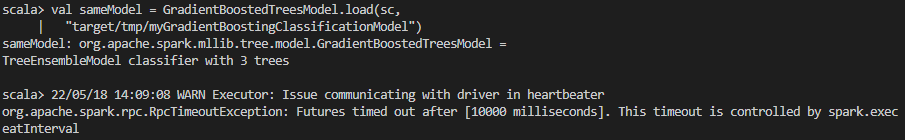 scala> val sameModel = GradientBoostedTreesModel.load(sc,
     |   "target/tmp/myGradientBoostingClassificationModel")
sameModel: org.apache.spark.mllib.tree.model.GradientBoostedTreesModel =
TreeEnsembleModel classifier with 3 trees
scala> 22/05/18 14:09:08 WARN Executor: Issue communicating with driver in heartbeater
org.apache.spark.rpc.RpcTimeoutException: Futures timed out after [10000 milliseconds]. This timeout is controlled by spark.exec
eatInterval